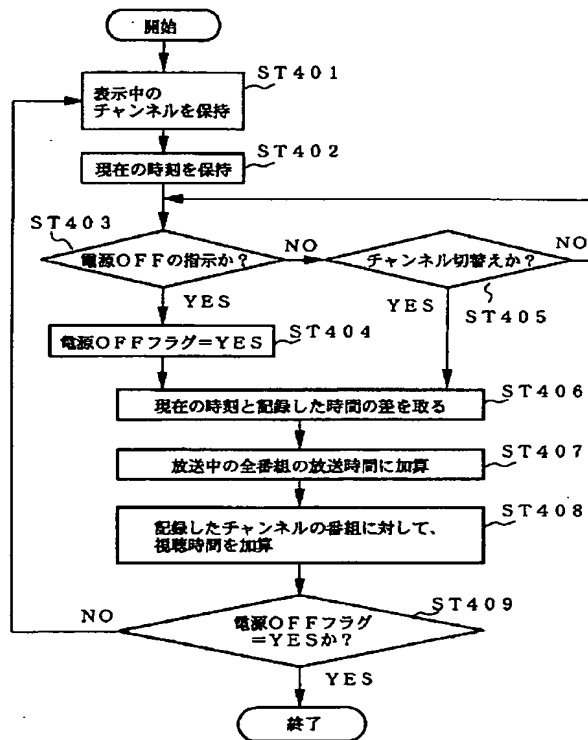 開始
ST401
表示中の
チャンネルを保持
ST402
現在の時刻を保持
ST403
電源OFFの指示か?
NO
チャンネル切替えか?
NO
YES
YES
ST405
ST404
電源OFFフラグ=YES
ST406
現在の時刻と記録した時間の差を取る
ST407
放送中の全番組の放送時間に加算
ST408
記録したチャンネルの番組に対して、
視聴時間を加算
ST409
NO
電源OFFフラグ
=YESか?
YES
終了